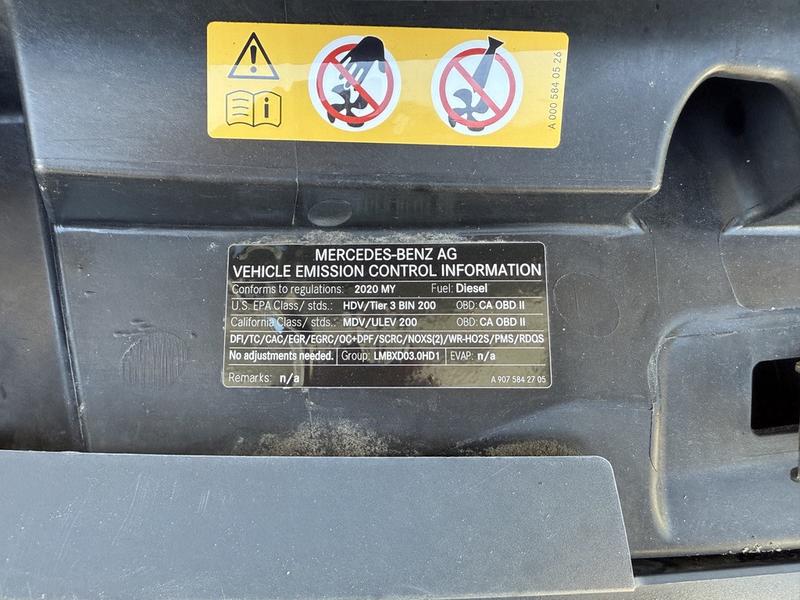 A 000 584 05 26
MERCEDES-BENZ AG
VEHICLE EMISSION CONTROL INFORMATION
Conforms to regulations: 2020 MY Fuel: Diesel
U.S. EPA Class/ stds.: HDV/Tier 3 BIN 200 OBD: CA OBD II
California Class/ stds.: MDV/ULEV 200 OBD: CA OBD II
DFI/TC/CAC/EGR/EGRC/OC+DPF/SCRC/NOXS(2)/WR-HO2S/PMS/RDQS
No adjustments needed. Group: LMBXD03.0HD1 EVAP: n/a
Remarks: n/a A 907 584 27 05